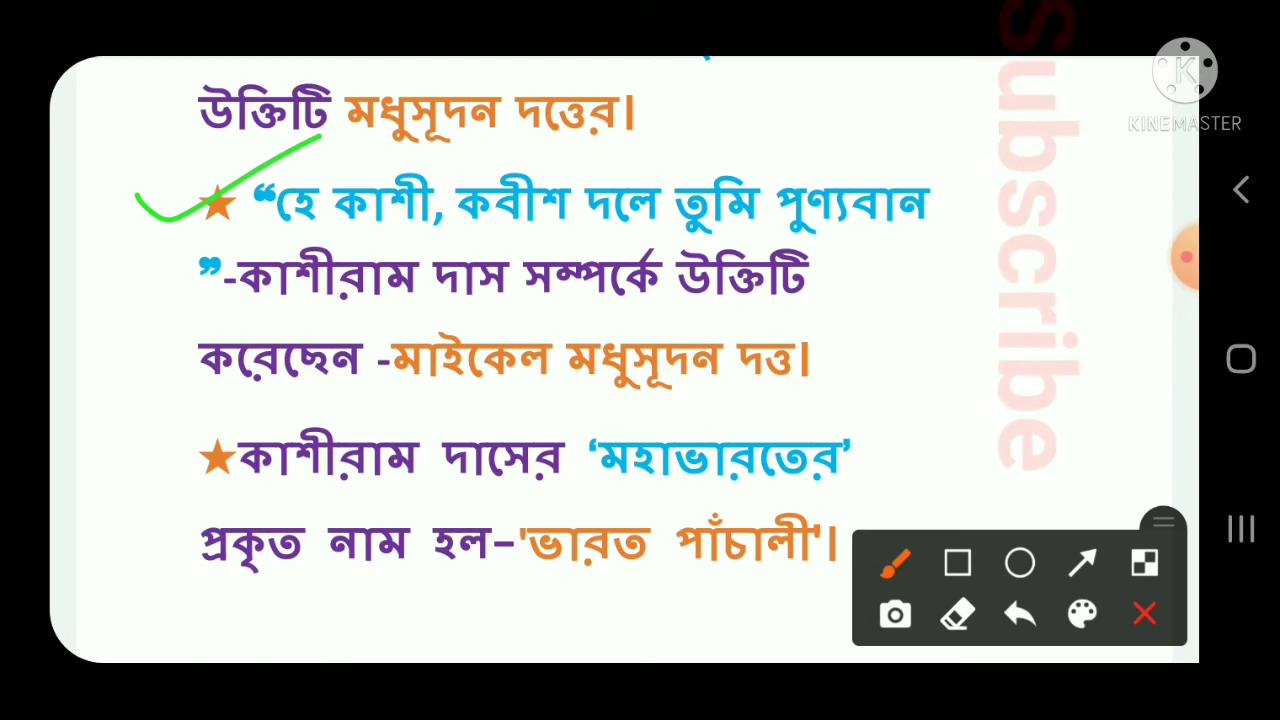 উক্তিটি মধুসূদন দত্তের।
★ “হে কাশী, কবীশ দলে তুমি পুণ্যবান
”-কাশীরাম দাস সম্পর্কে উক্তিটি
করেছেন -মাইকেল মধুসূদন দত্ত।
★কাশীরাম দাসের ‘মহাভারতের’
প্রকৃত নাম হল–'ভারত পাঁচালী'।
Subscribe
KINEMASTER